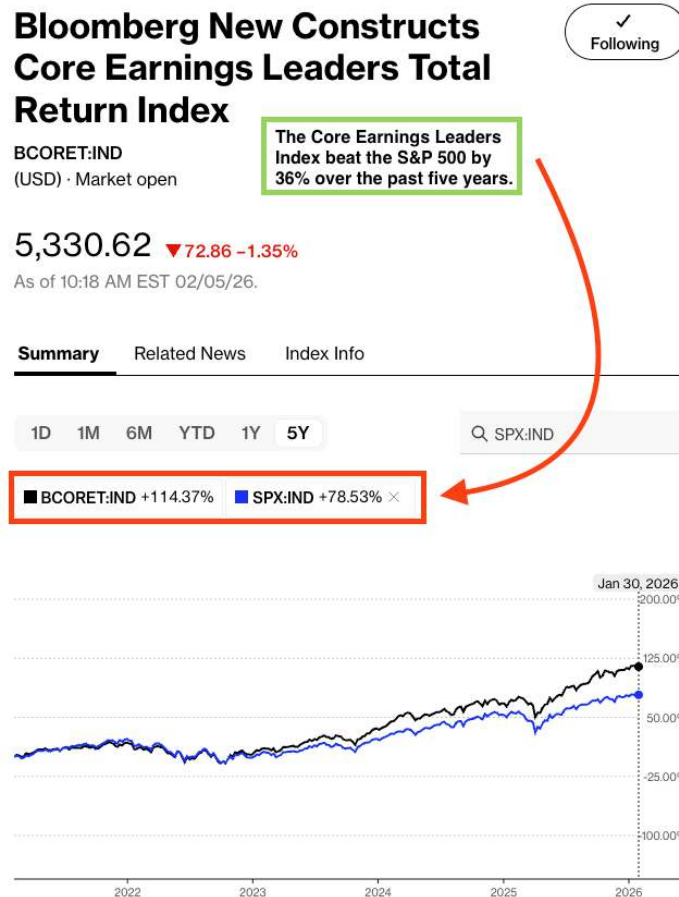 Bloomberg New Constructs
Core Earnings Leaders Total
Return Index
✓
Following
BCORET:IND
(USD) · Market open
The Core Earnings Leaders
Index beat the S&P 500 by
36% over the past five years.
5,330.62 ▼72.86 −1.35%
As of 10:18 AM EST 02/05/26.
Summary Related News Index Info
1D 1M 6M YTD 1Y 5Y
SPX:IND
BCORET:IND +114.37% SPX:IND +78.53% ×
Jan 30, 2026
200.00%
125.00%
50.00%
-25.00%
-100.00%
2022 2023 2024 2025 2026